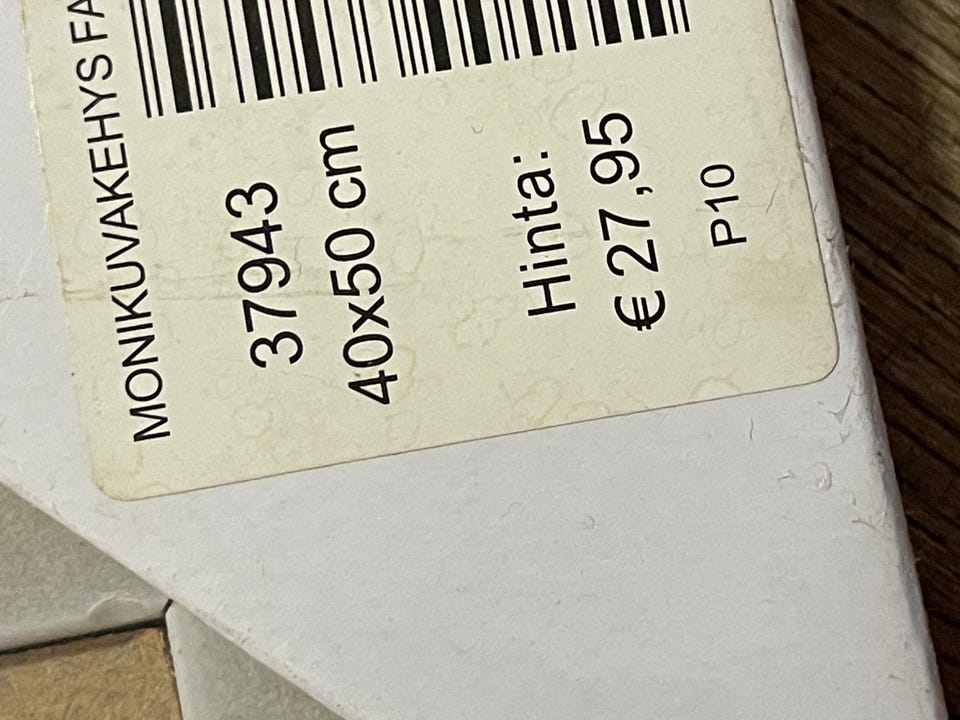 MONIKUVAKEHYS FA
37943
40x50 cm
Hinta:
€ 27,95
P10